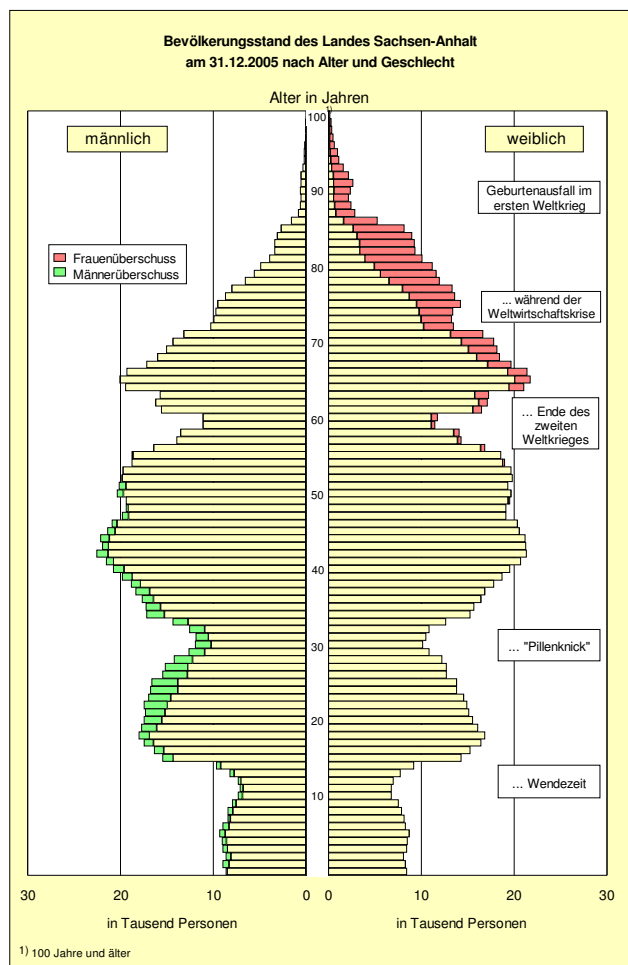 Bevölkerungsstand des Landes Sachsen-Anhalt
am 31.12.2005 nach Alter und Geschlecht
Alter in Jahren
1)
100
männlich
weiblich
90
Geburtenausfall im
ersten Weltkrieg
Frauenüberschuss
Männerüberschuss
80
... während der
Weltwirtschaftskrise
70
60
... Ende des
zweiten
Weltkrieges
50
40
30
... "Pillenknick"
20
10
... Wendezeit
30 20 10 0 0 10 20 30
in Tausend Personen in Tausend Personen
1) 100 Jahre und älter